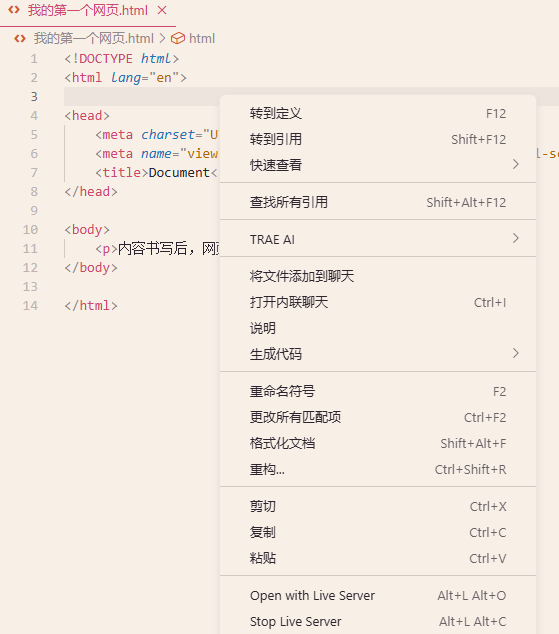 我的第一个网页.html ×
我的第一个网页.html > html
1 <!DOCTYPE html>
2 <html lang="en">
3
4 <head>
5 <meta charset="U
6 <meta name="view
7 <title>Document<
8 </head>
9
10 <body>
11 <p>内容书写后，网
12 </body>
13
14 </html>
转到定义 F12
转到引用 Shift+F12
快速查看 >
查找所有引用 Shift+Alt+F12
TRAE AI >
将文件添加到聊天
打开内联聊天 Ctrl+I
说明
生成代码 >
重命名符号 F2
更改所有匹配项 Ctrl+F2
格式化文档 Shift+Alt+F
重构... Ctrl+Shift+R
剪切 Ctrl+X
复制 Ctrl+C
粘贴 Ctrl+V
Open with Live Server Alt+L Alt+O
Stop Live Server Alt+L Alt+C